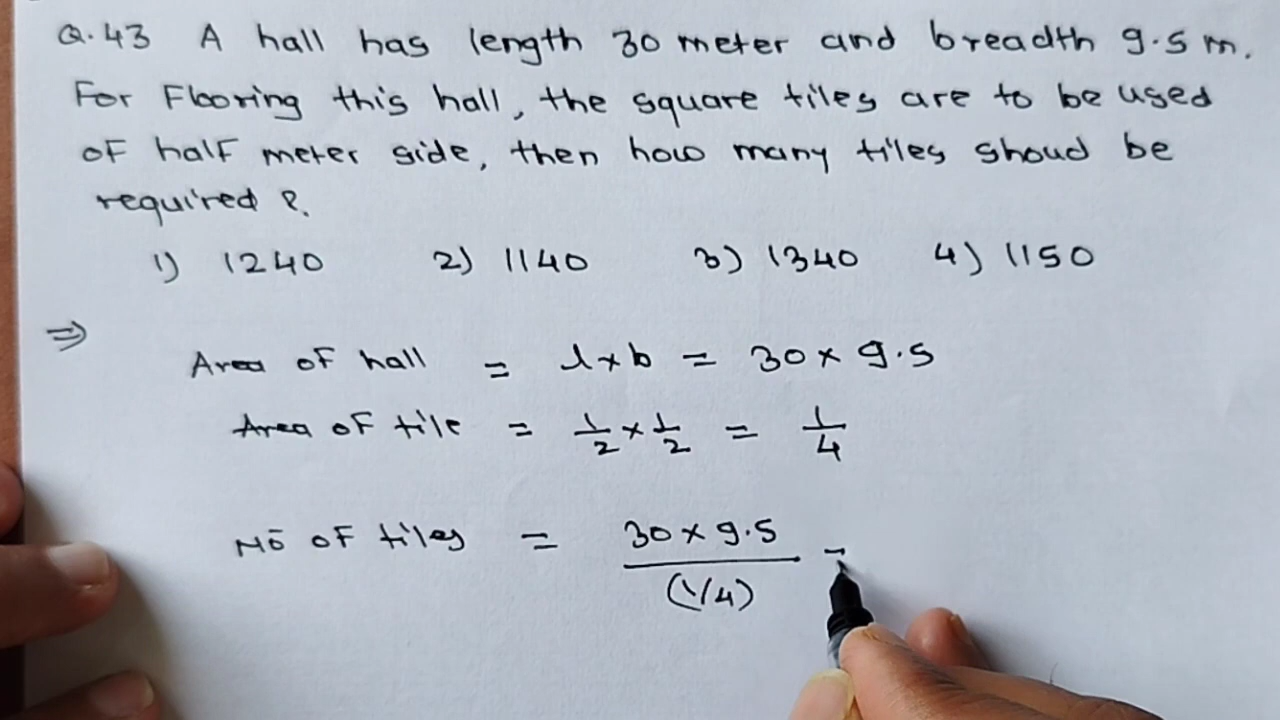 Q.43 A hall has length 30 meter and breadth 9.5 m.
For Flooring this hall, the square tiles are to be used
of half meter side, then how many tiles shoud be
required ?.
1) 1240 2) 1140 3) 1340 4) 1150
⇒
Area of hall = l × b = 30 × 9.5
Area of tile = 1/2 × 1/2 = 1/4
No of tiles = 30 × 9.5 / (1/4) =